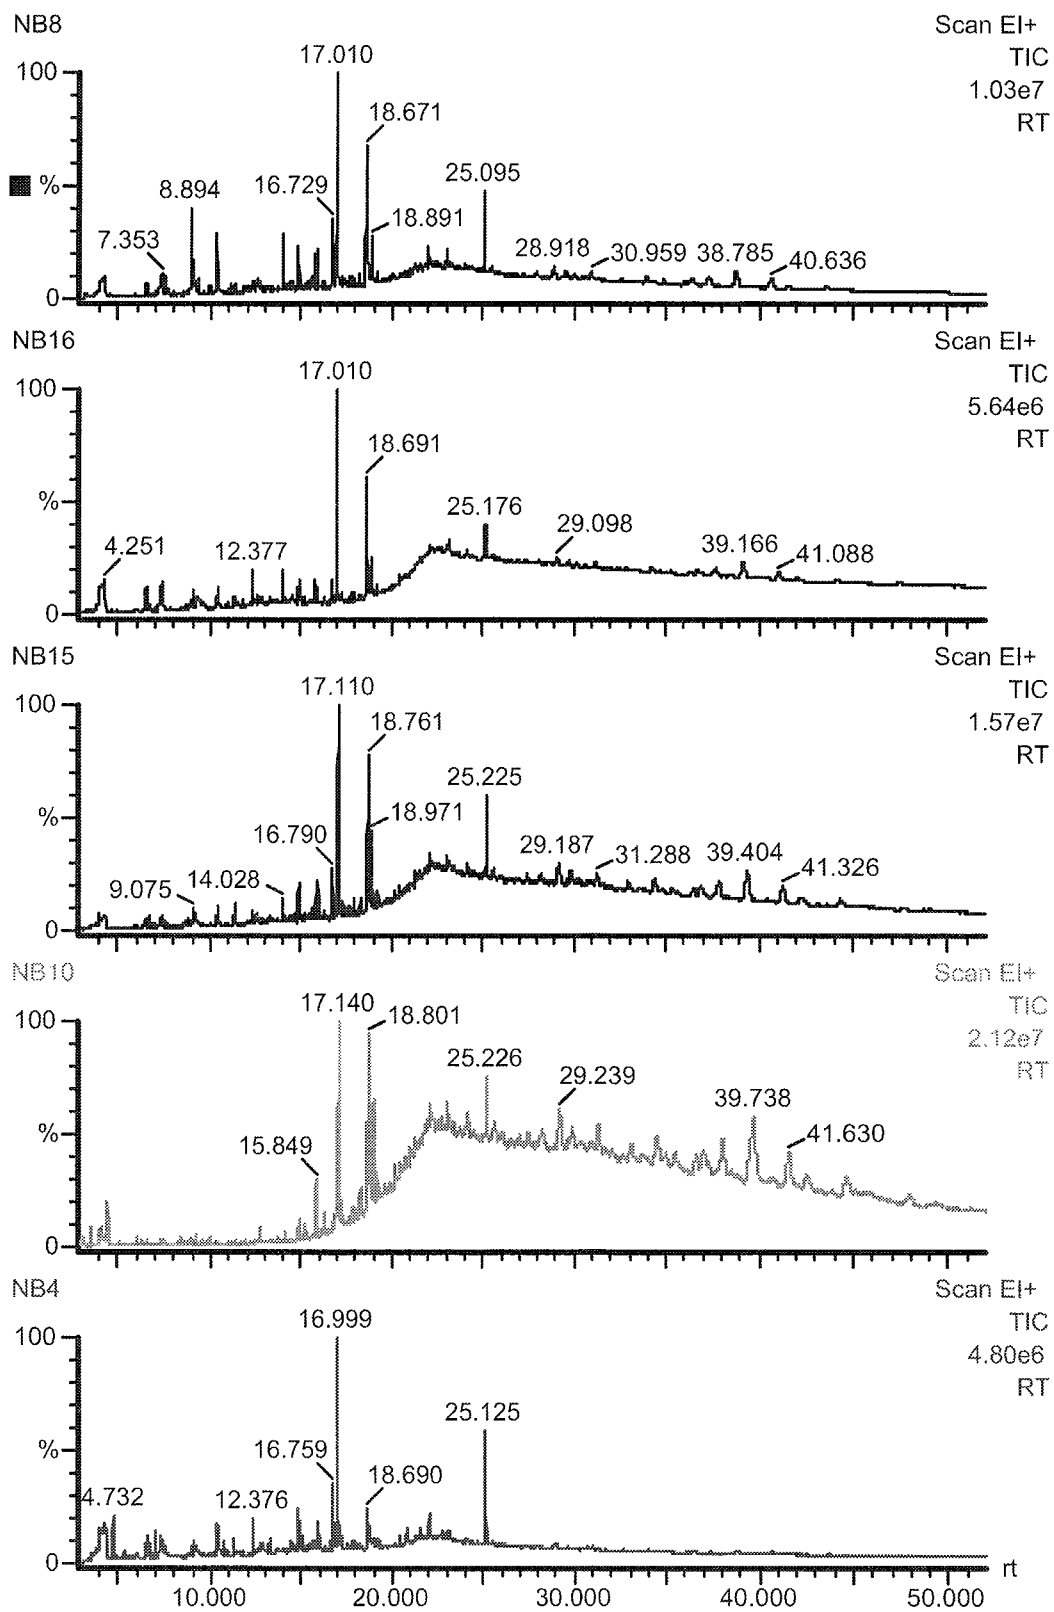 NB8
Scan EI+
TIC
1.03e7
RT
17.010
100
18.671
%
8.894
16.729
25.095
7.353
18.891
28.918
30.959
38.785
40.636
0
NB16
Scan EI+
TIC
5.64e6
RT
17.010
100
18.691
%
25.176
29.098
4.251
12.377
39.166
41.088
0
NB15
Scan EI+
TIC
1.57e7
RT
17.110
100
18.761
25.225
%
18.971
16.790
29.187
31.288
39.404
41.326
9.075
14.028
0
NB10
Scan EI+
TIC
2.12e7
RT
17.140
100
18.801
25.226
29.239
39.738
%
15.849
41.630
0
NB4
Scan EI+
TIC
4.80e6
RT
16.999
100
25.125
%
16.759
18.690
4.732
12.376
0
rt
10.000 20.000 30.000 40.000 50.000